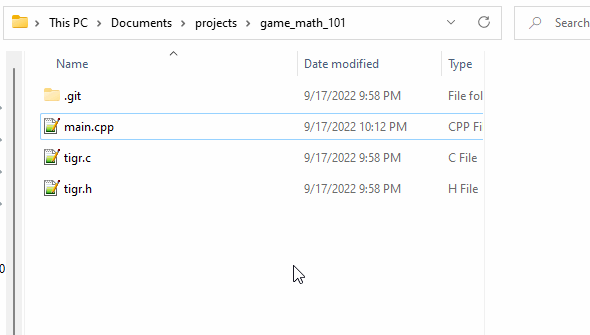 This PC > Documents > projects > game_math_101 Search
Name Date modified Type
.git 9/17/2022 9:58 PM File fol
main.cpp 9/17/2022 10:12 PM CPP Fi
tigr.c 9/17/2022 9:58 PM C File
tigr.h 9/17/2022 9:58 PM H File
0